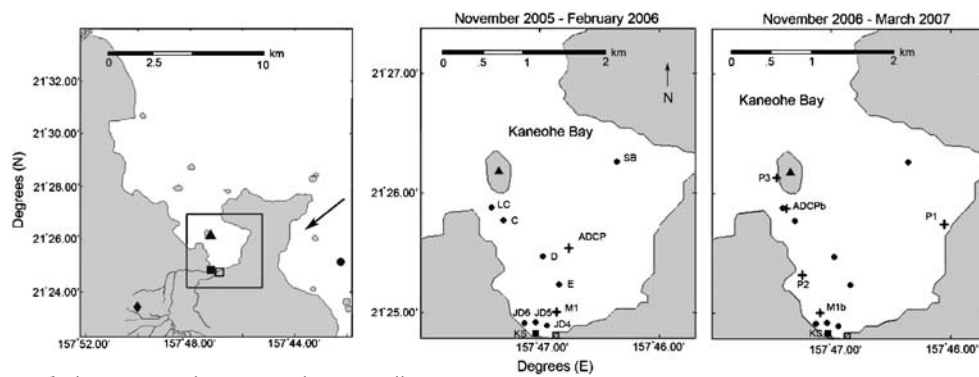 November 2005 - February 2006
November 2006 - March 2007
km
0 2.5 10
21˚32.00'
21˚30.00'
21˚28.00'
21˚26.00'
21˚24.00'
Degrees (N)
157˚52.00' 157˚48.00' 157˚44.00'
km
0 .5 1 2
N
Kaneohe Bay
21˚27.00'
21˚26.00'
21˚25.00'
SB
LC
C
ADCP
D
E
M1
JD6 JD5 JD4
KS
157˚47.00' 157˚46.00'
Degrees (E)
km
0 .5 1 2
Kaneohe Bay
P3
ADCPb
P1
P2
M1b
KS
157˚47.00' 157˚46.00'